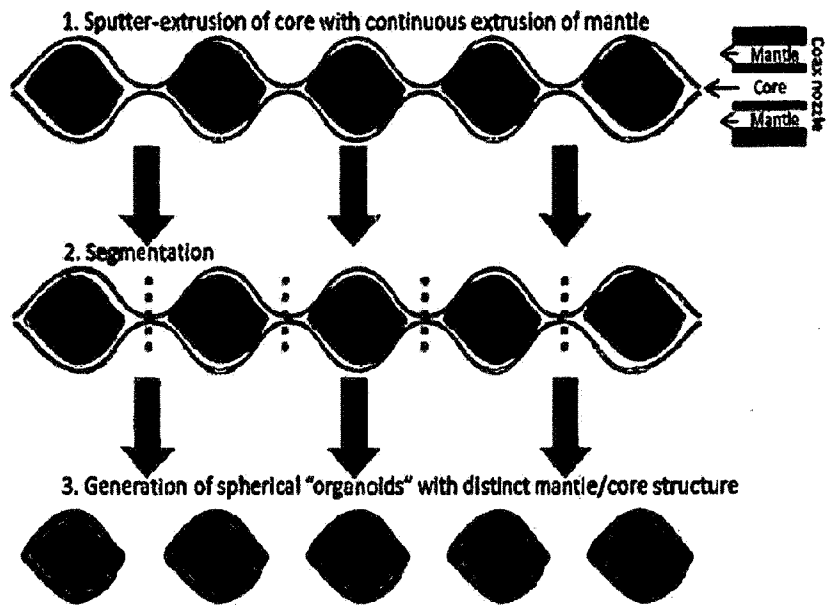 1. Sputter-extrusion of core with continuous extrusion of mantle
Mantle
Core
Mantle
Coax nozzle
2. Segmentation
3. Generation of spherical "organoids" with distinct mantle/core structure